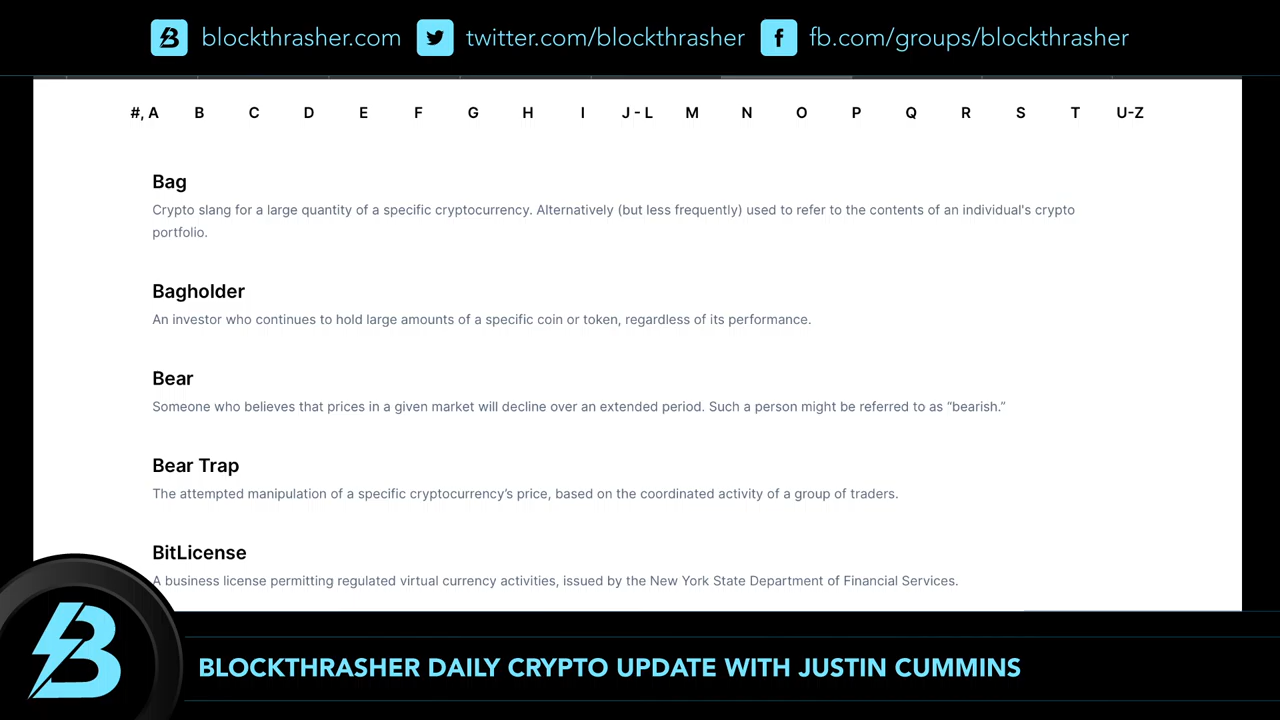 blockthrasher.com twitter.com/blockthrasher fb.com/groups/blockthrasher
#, A B C D E F G H I J - L M N O P Q R S T U-Z
Bag
Crypto slang for a large quantity of a specific cryptocurrency. Alternatively (but less frequently) used to refer to the contents of an individual's crypto
portfolio.
Bagholder
An investor who continues to hold large amounts of a specific coin or token, regardless of its performance.
Bear
Someone who believes that prices in a given market will decline over an extended period. Such a person might be referred to as “bearish.”
Bear Trap
The attempted manipulation of a specific cryptocurrency’s price, based on the coordinated activity of a group of traders.
BitLicense
A business license permitting regulated virtual currency activities, issued by the New York State Department of Financial Services.
BLOCKTHRASHER DAILY CRYPTO UPDATE WITH JUSTIN CUMMINS